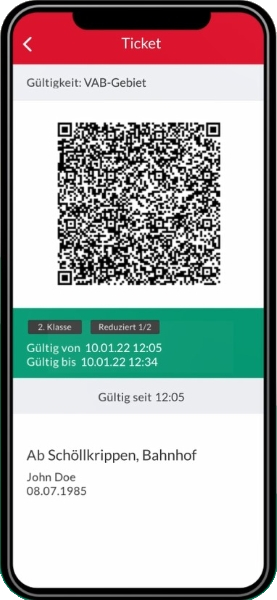 Ticket
Gültigkeit: VAB-Gebiet
2. Klasse Reduziert 1/2
Gültig von 10.01.22 12:05
Gültig bis 10.01.22 12:34
Gültig seit 12:05
Ab Schöllkrippen, Bahnhof
John Doe
08.07.1985